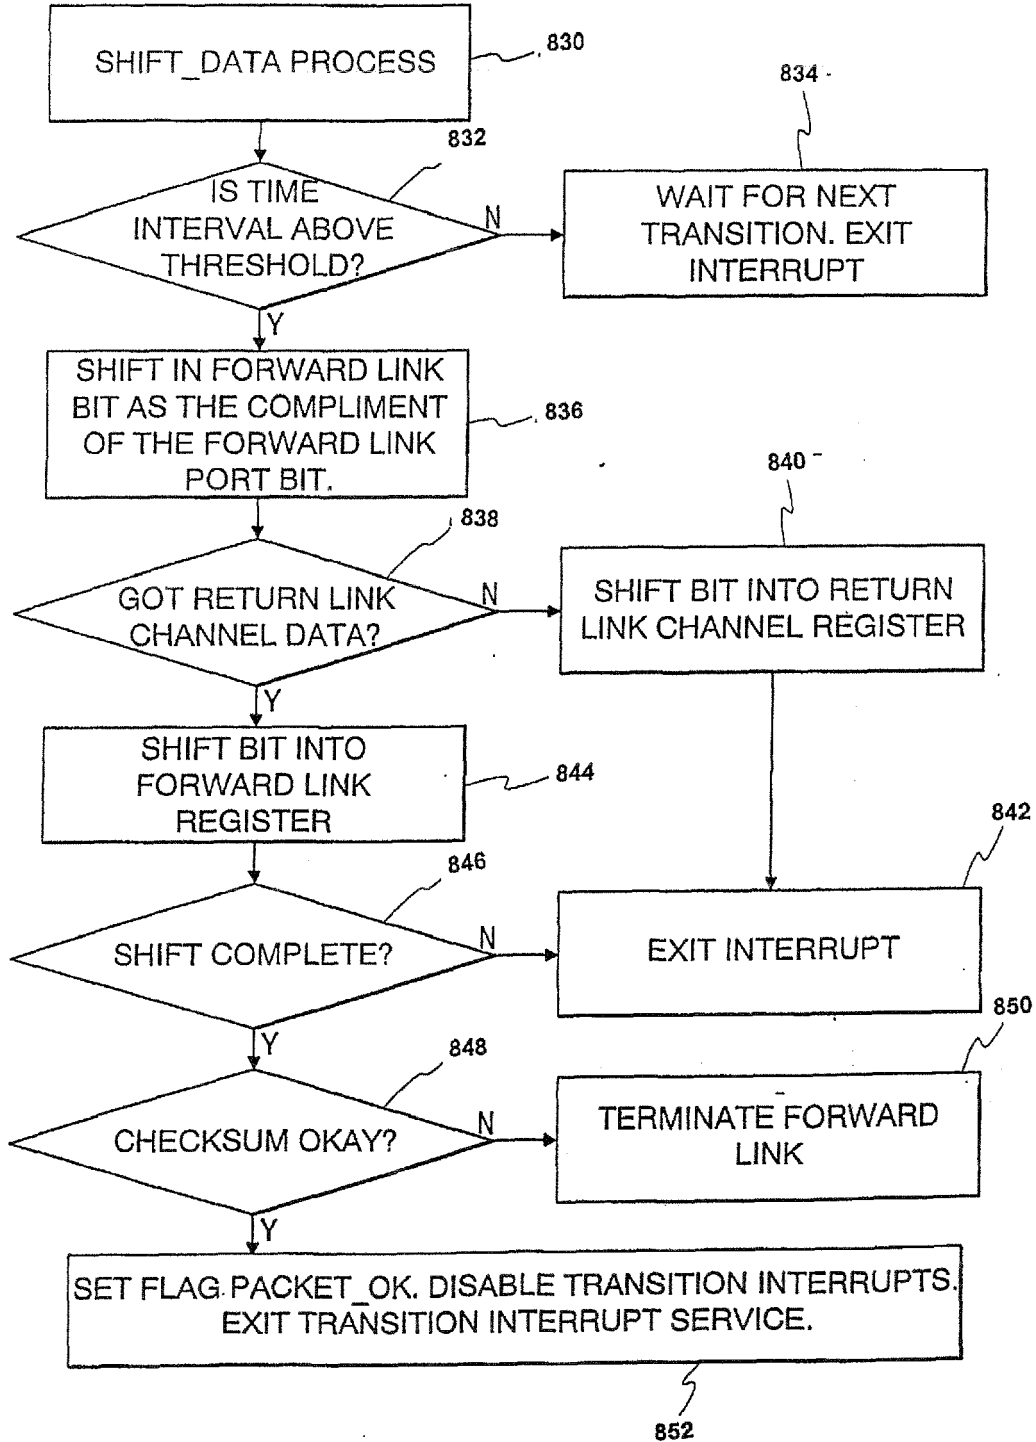 SHIFT_DATA PROCESS
830
832
IS TIME
INTERVAL ABOVE
THRESHOLD?
N
834
WAIT FOR NEXT
TRANSITION. EXIT
INTERRUPT
Y
SHIFT IN FORWARD LINK
BIT AS THE COMPLIMENT
OF THE FORWARD LINK
PORT BIT.
836
838
GOT RETURN LINK
CHANNEL DATA?
N
840
SHIFT BIT INTO RETURN
LINK CHANNEL REGISTER
Y
SHIFT BIT INTO
FORWARD LINK
REGISTER
844
846
SHIFT COMPLETE?
N
842
EXIT INTERRUPT
Y
848
CHECKSUM OKAY?
N
850
TERMINATE FORWARD
LINK
Y
SET FLAG PACKET_OK. DISABLE TRANSITION INTERRUPTS.
EXIT TRANSITION INTERRUPT SERVICE.
852